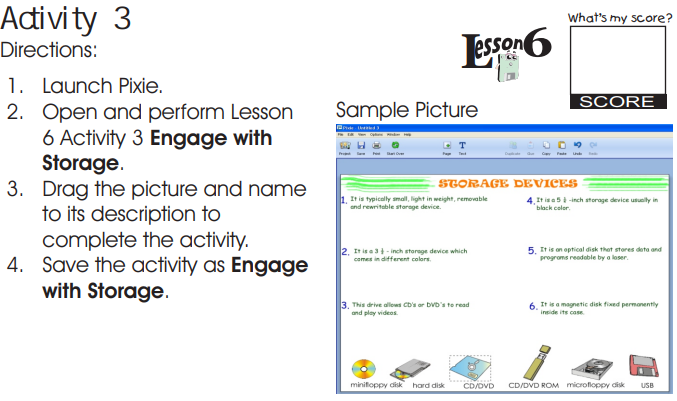 Activity 3
Directions:
1. Launch Pixie.
2. Open and perform Lesson
6 Activity 3 Engage with
Storage.
3. Drag the picture and name
to its description to
complete the activity.
4. Save the activity as Engage
with Storage.
Lesson 6
What's my score?
SCORE
Sample Picture
Pixie - Untitled 3
File Edit View Options Window Help
Project Save Print Start Over Page Text Duplicate Copy Paste Undo
STORAGE DEVICES
1. It is typically small, light in weight, removable
and rewritable storage device.
2. It is a 3 ½ - inch storage device which
comes in different colors.
3. This drive allows CD's or DVD's to read
and play videos.
4. It is a 5 ¼ -inch storage device usually in
black color.
5. It is an optical disk that stores data and
programs readable by a laser.
6. It is a magnetic disk fixed permanently
inside its case.
minifloppy disk hard disk CD/DVD CD/DVD ROM microfloppy disk USB